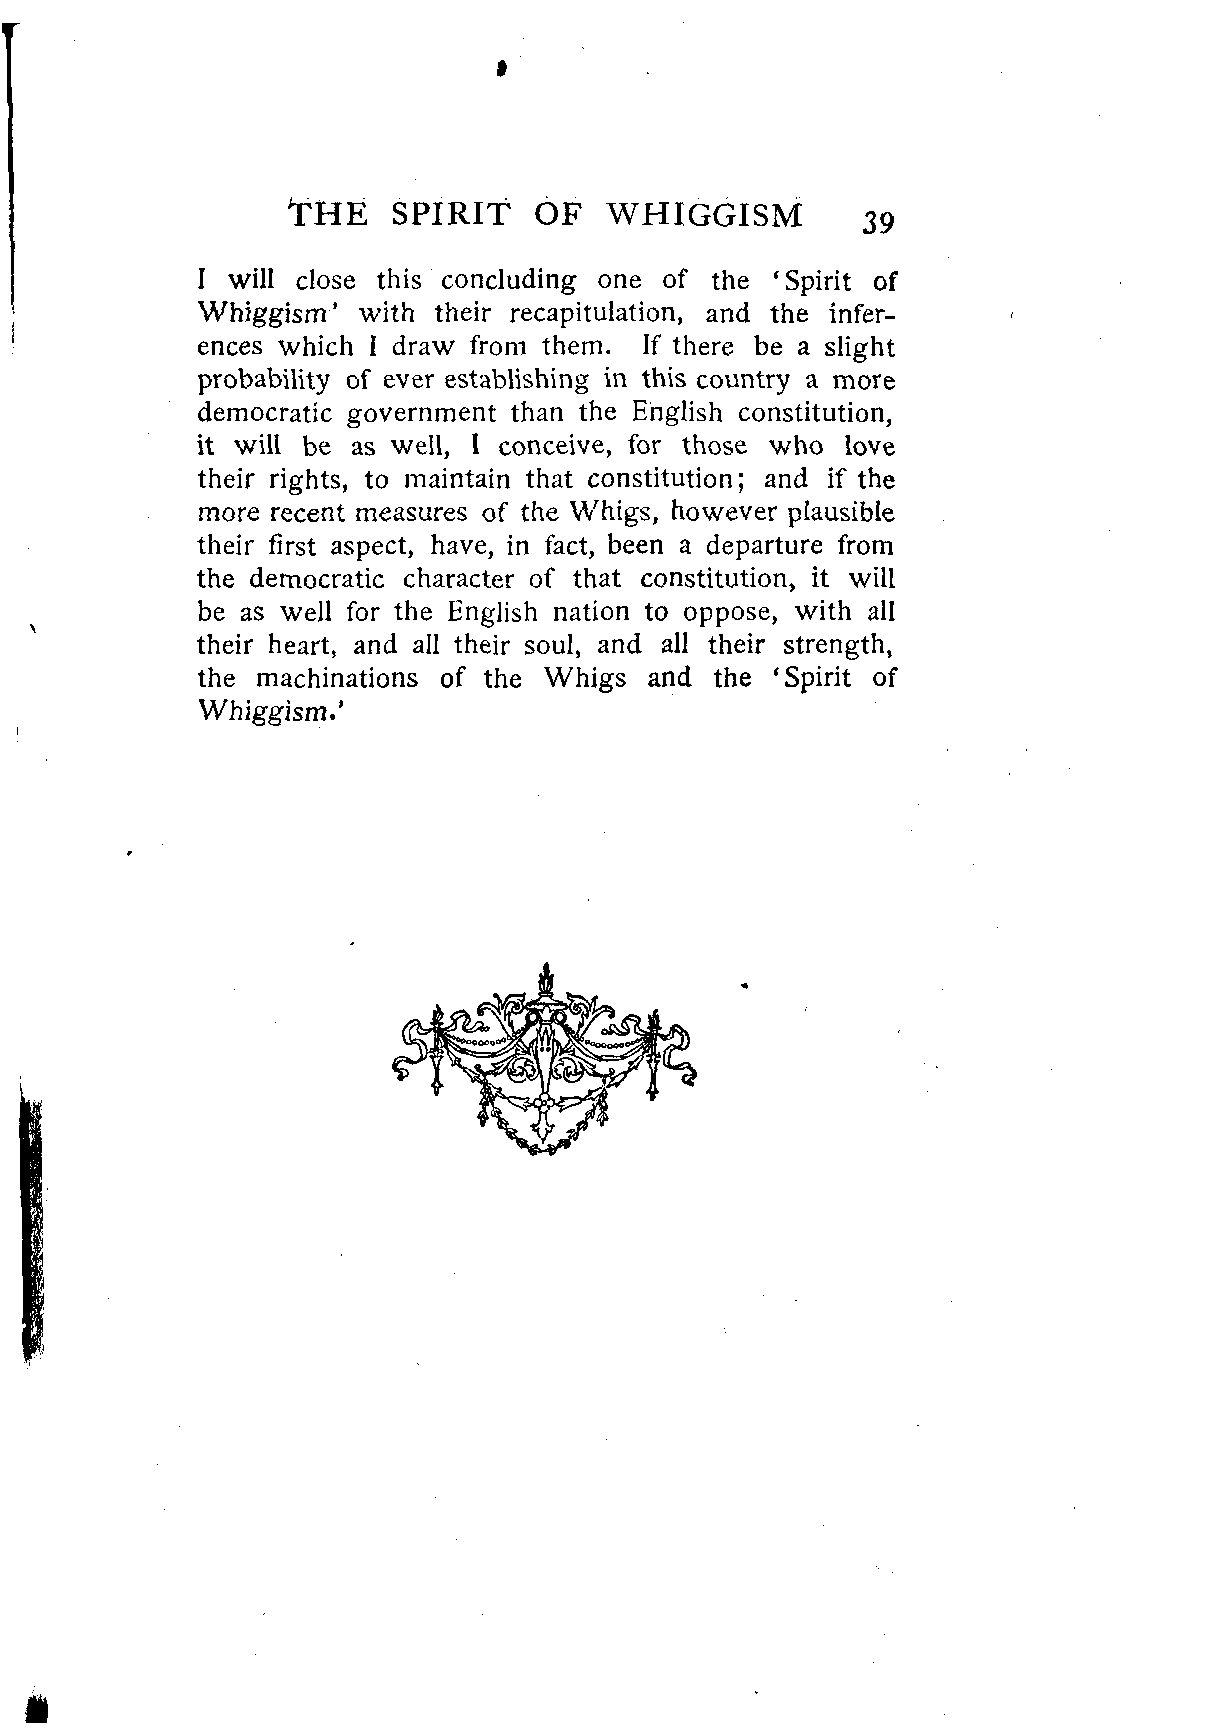 THE SPIRIT OF WHIGGISM 39
I will close this concluding one of the ‘Spirit of
Whiggism’ with their recapitulation, and the infer-
ences which I draw from them. If there be a slight
probability of ever establishing in this country a more
democratic government than the English constitution,
it will be as well, I conceive, for those who love
their rights, to maintain that constitution; and if the
more recent measures of the Whigs, however plausible
their first aspect, have, in fact, been a departure from
the democratic character of that constitution, it will
be as well for the English nation to oppose, with all
their heart, and all their soul, and all their strength,
the machinations of the Whigs and the ‘Spirit of
Whiggism.’